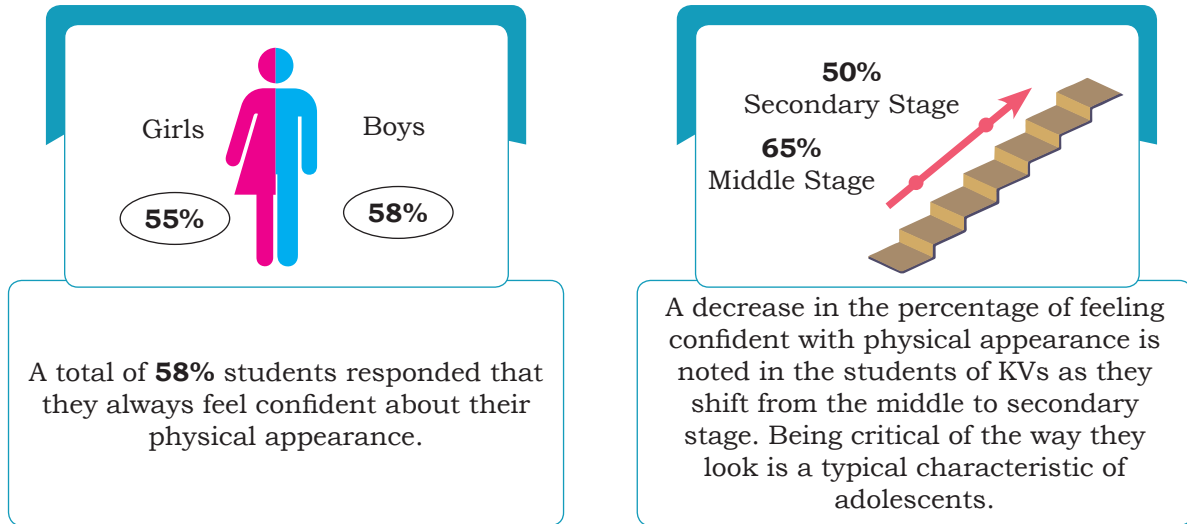 Girls
Boys
55%
58%
A total of 58% students responded that
they always feel confident about their
physical appearance.
50%
Secondary Stage
65%
Middle Stage
A decrease in the percentage of feeling
confident with physical appearance is
noted in the students of KVs as they
shift from the middle to secondary
stage. Being critical of the way they
look is a typical characteristic of
adolescents.